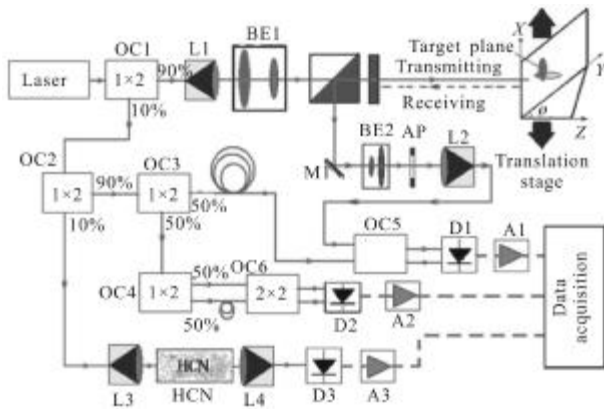 X
OC1
L1
BE1
Target plane
Y
Laser
1×2
90%
Transmitting
10%
Receiving
Z
OC2
OC3
BE2
AP
L2
Translation
stage
M
1×2
90%
1×2
50%
10%
50%
OC5
D1
A1
OC4
50%
OC6
1×2
2×2
50%
D2
A2
Data
acquisition
HCN
L3
HCN
L4
D3
A3